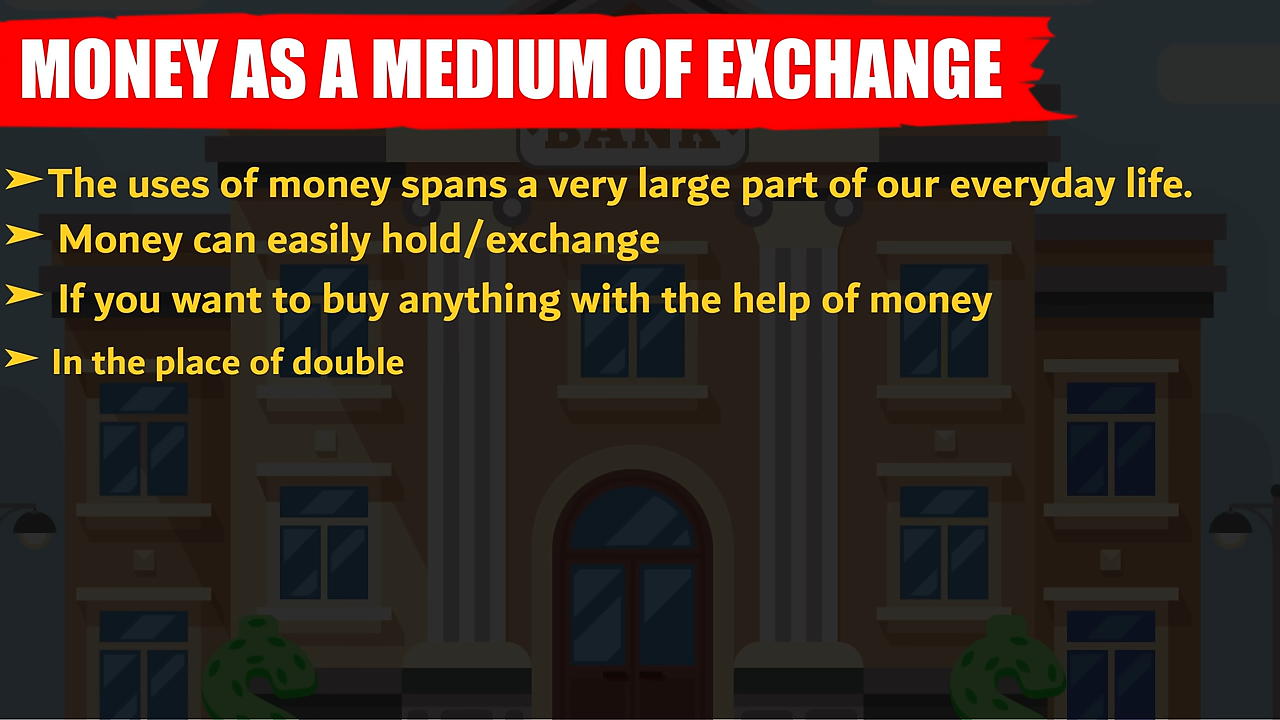 MONEY AS A MEDIUM OF EXCHANGE
BANK
➢The uses of money spans a very large part of our everyday life.
➢ Money can easily hold/exchange
➢ If you want to buy anything with the help of money
➢ In the place of double